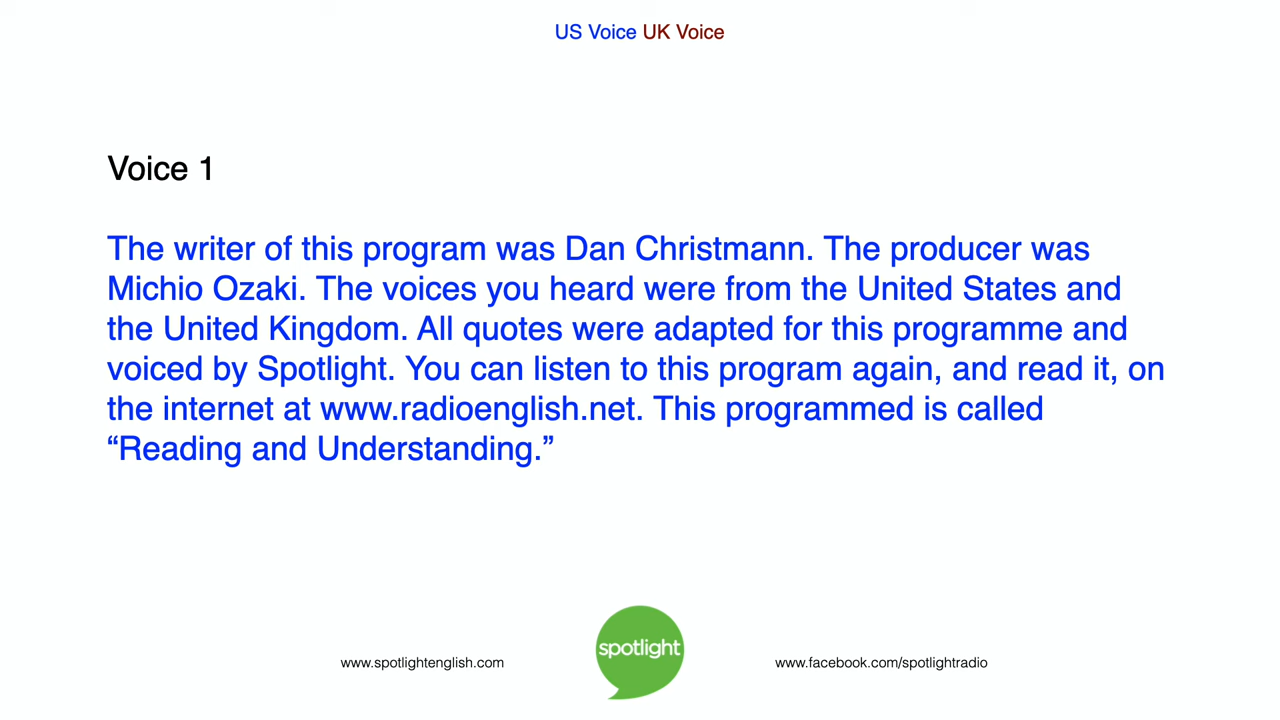 US Voice UK Voice
Voice 1
The writer of this program was Dan Christmann. The producer was
Michio Ozaki. The voices you heard were from the United States and
the United Kingdom. All quotes were adapted for this programme and
voiced by Spotlight. You can listen to this program again, and read it, on
the internet at www.radioenglish.net. This programmed is called
“Reading and Understanding.”
spotlight
www.spotlightenglish.com
www.facebook.com/spotlightradio